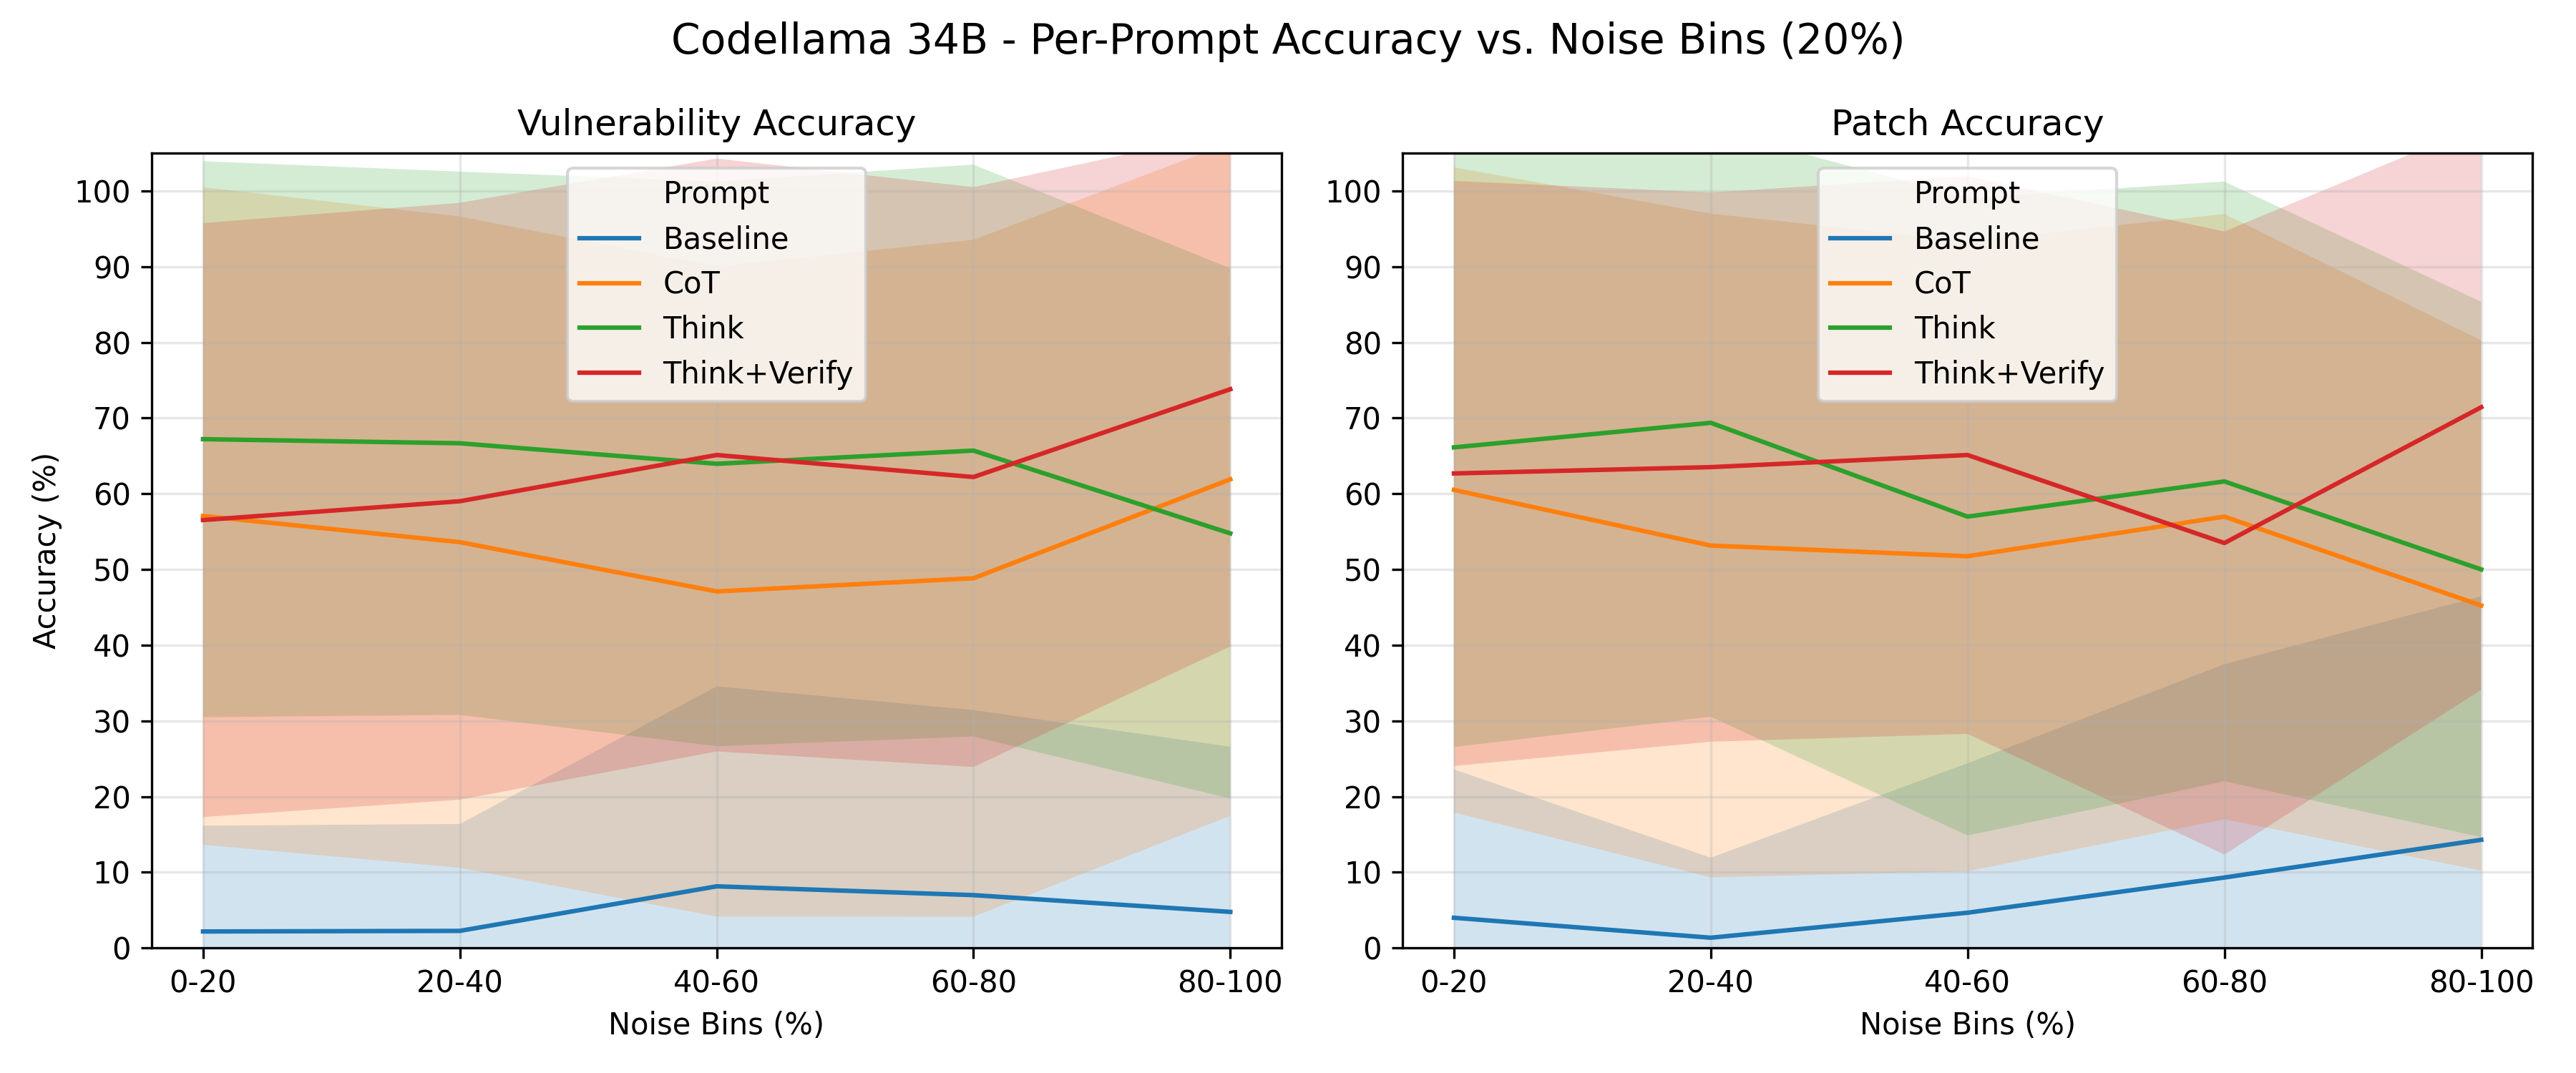 Codellama 34B - Per-Prompt Accuracy vs. Noise Bins (20%)
Vulnerability Accuracy
Accuracy (%)
100
90
80
70
60
50
40
30
20
10
0
Prompt
Baseline
CoT
Think
Think+Verify
0-20
20-40
40-60
60-80
80-100
Noise Bins (%)
Patch Accuracy
100
90
80
70
60
50
40
30
20
10
0
Prompt
Baseline
CoT
Think
Think+Verify
0-20
20-40
40-60
60-80
80-100
Noise Bins (%)